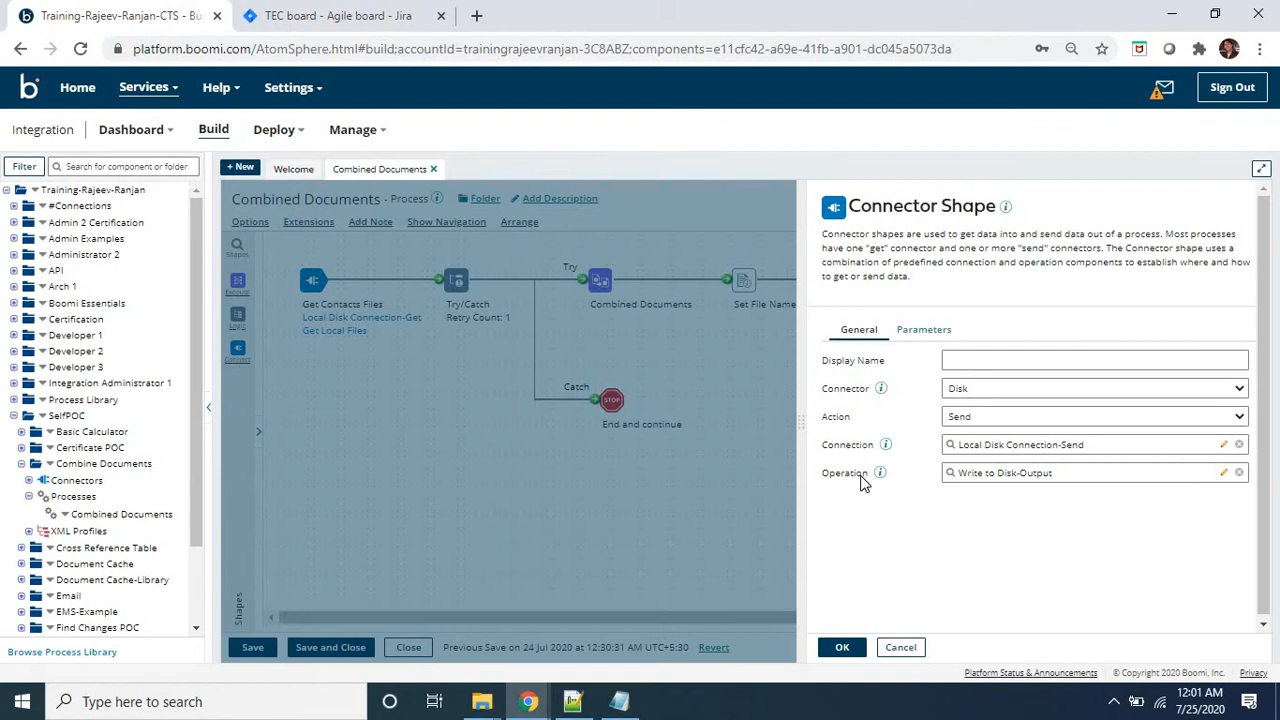 Training-Rajeev-Ranjan-CTS - Bu
TEC board - Agile board - Jira
platform.boomi.com/AtomSphere.html#build;accountId=trainingrajeevranjan-3C8ABZ;components=e11cfc42-a69e-41fb-a901-dc045a5073da
b
Home
Services
Help
Settings
Sign Out
Integration
Dashboard
Build
Deploy
Manage
Filter
Search for component or folder
+ New
Welcome
Combined Documents
Training-Rajeev-Ranjan
#Connections
Admin 2 Certification
Admin Examples
Administrator 2
API
Arch 1
Boomi Essentials
Certification
Developer 1
Developer 2
Developer 3
Integration Administrator 1
Process Library
SelfPOC
Basic Calculator
Certificate POC
Combine Documents
Connectors
Processes
Combined Documents
XML Profiles
Cross Reference Table
Document Cache
Document Cache-Library
Email
EMS-Example
Find Changes POC
Browse Process Library
Combined Documents - Process
Folder
Add Description
Options
Extensions
Add Note
Show Navigation
Arrange
Shapes
Execute
Logic
Connect
Shapes
Get Contacts Files
Local Disk Connection-Get
Get Local Files
Try/Catch
Retry Count: 1
Try
Combined Documents
Set File Name
Catch
STOP
End and continue
Save
Save and Close
Close
Previous Save on 24 Jul 2020 at 12:30:31 AM UTC+5:30
Revert
Connector Shape
Connector shapes are used to get data into and send data out of a process. Most processes
have one "get" connector and one or more "send" connectors. The Connector shape uses a
combination of predefined connection and operation components to establish where and how
to get or send data.
General
Parameters
Display Name
Connector
Disk
Action
Send
Connection
Local Disk Connection-Send
Operation
Write to Disk-Output
OK
Cancel
Platform Status & Announcements
© Copyright 2020 Boomi, Inc.
Privacy
Type here to search
12:01 AM
7/25/2020